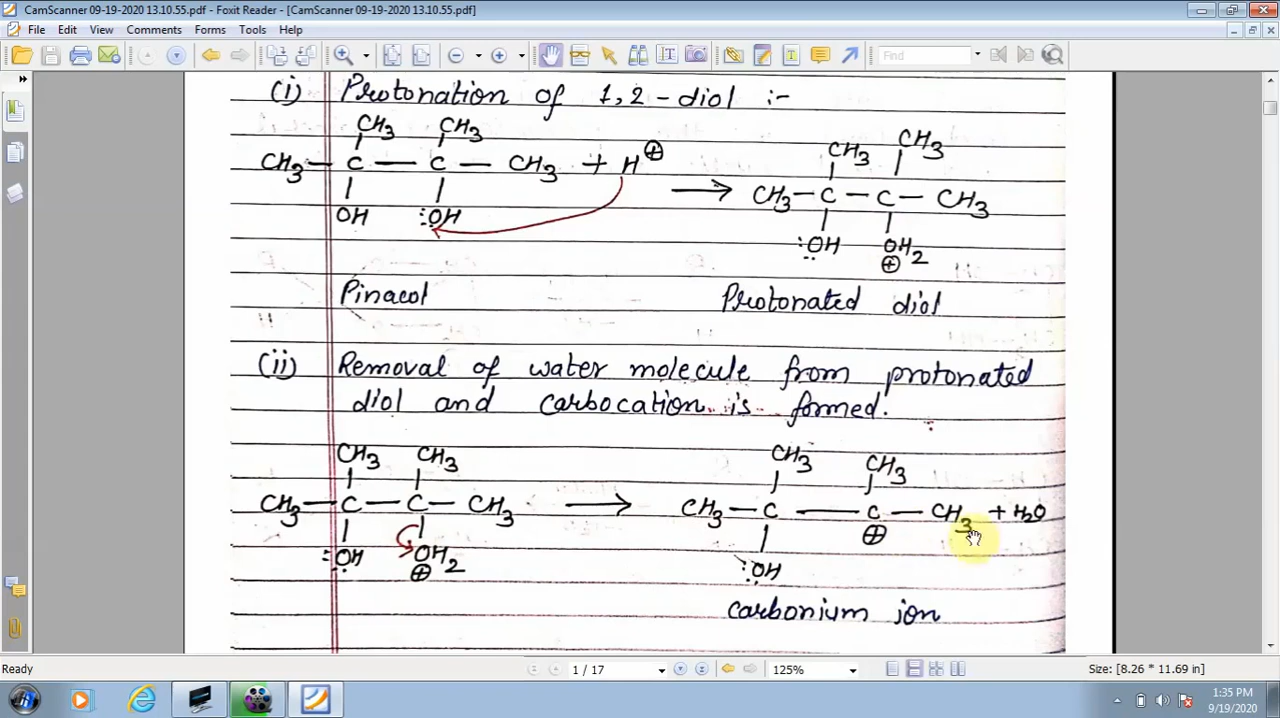 CamScanner 09-19-2020 13.10.55.pdf - Foxit Reader - [CamScanner 09-19-2020 13.10.55.pdf]
File Edit View Comments Forms Tools Help
Find
(i) Protonation of 1,2-diol :-
CH3 CH3
CH3 — C — C — CH3 + H⊕
OH :OH
CH3 CH3
CH3 — C — C — CH3
:OH OH2
⊕
Pinacol Protonated diol
(ii) Removal of water molecule from protonated
diol and carbocation is formed.
CH3 CH3
CH3 — C — C — CH3
:OH OH2
⊕
CH3 CH3
CH3 — C — C — CH3 + H2O
⊕
:OH
carbonium ion
Ready 1 / 17 125% Size: [8.26 * 11.69 in]
1:35 PM
9/19/2020